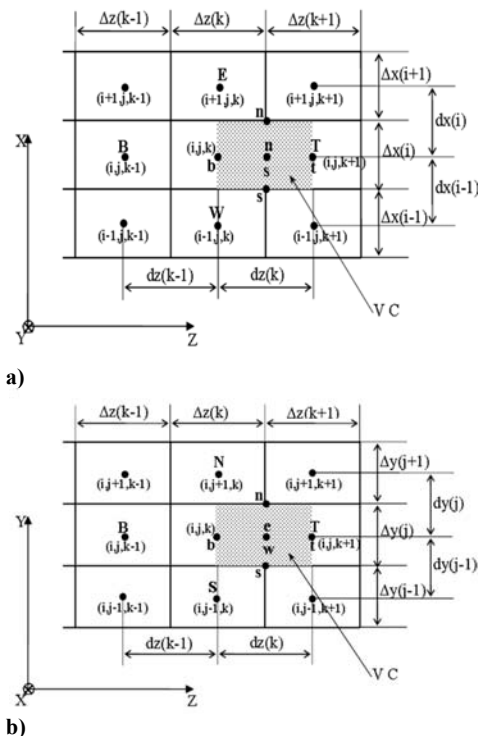 Δz(k-1) Δz(k) Δz(k+1)
E
(i+1,j,k-1) (i+1,j,k) (i+1,j,k+1)
Δx(i+1)
n
X
B (i,j,k) n T
(i,j,k-1) b s t (i,j,k+1)
Δx(i) dx(i)
s
W
(i-1,j,k-1) (i-1,j,k) (i-1,j,k+1)
Δx(i-1) dx(i-1)
dz(k-1) dz(k)
V C
Y Z
a)
Δz(k-1) Δz(k) Δz(k+1)
N
(i,j+1,k-1) (i,j+1,k) (i,j+1,k+1)
Δy(j+1)
n
Y
B (i,j,k) e T
(i,j,k-1) b w t (i,j,k+1)
Δy(j) dy(j)
s
S
(i,j-1,k-1) (i,j-1,k) (i,j-1,k+1)
Δy(j-1) dy(j-1)
dz(k-1) dz(k)
V C
X Z
b)